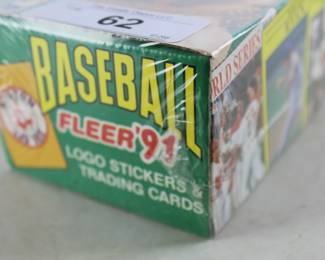 62
BASEBALL
FLEER '91
LOGO STICKERS &
TRADING CARDS
WORLD SERIES